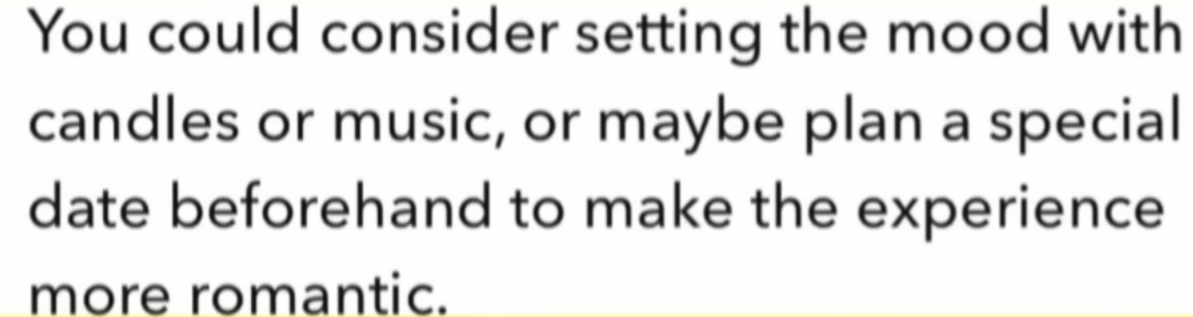 You could consider setting the mood with
candles or music, or maybe plan a special
date beforehand to make the experience
more romantic.